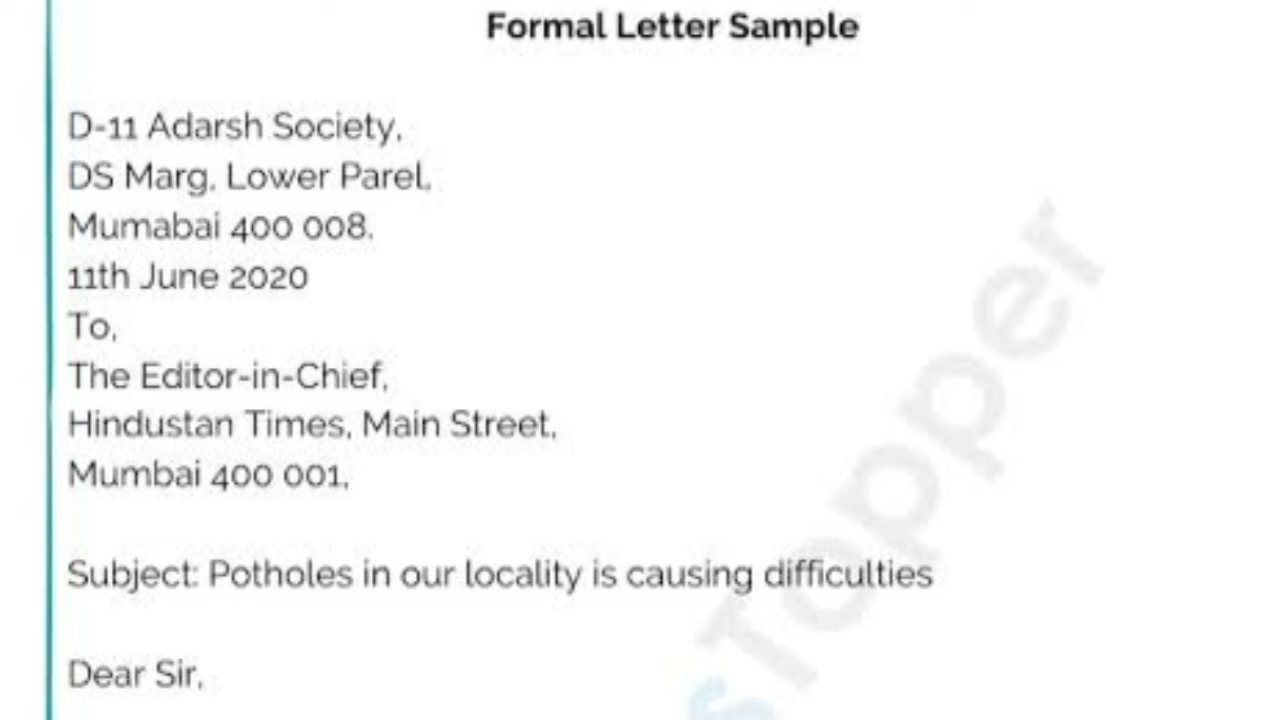 Formal Letter Sample
D-11 Adarsh Society,
DS Marg, Lower Parel,
Mumabai 400 008.
11th June 2020
To,
The Editor-in-Chief,
Hindustan Times, Main Street,
Mumbai 400 001,
Subject: Potholes in our locality is causing difficulties
Dear Sir,
sTopper